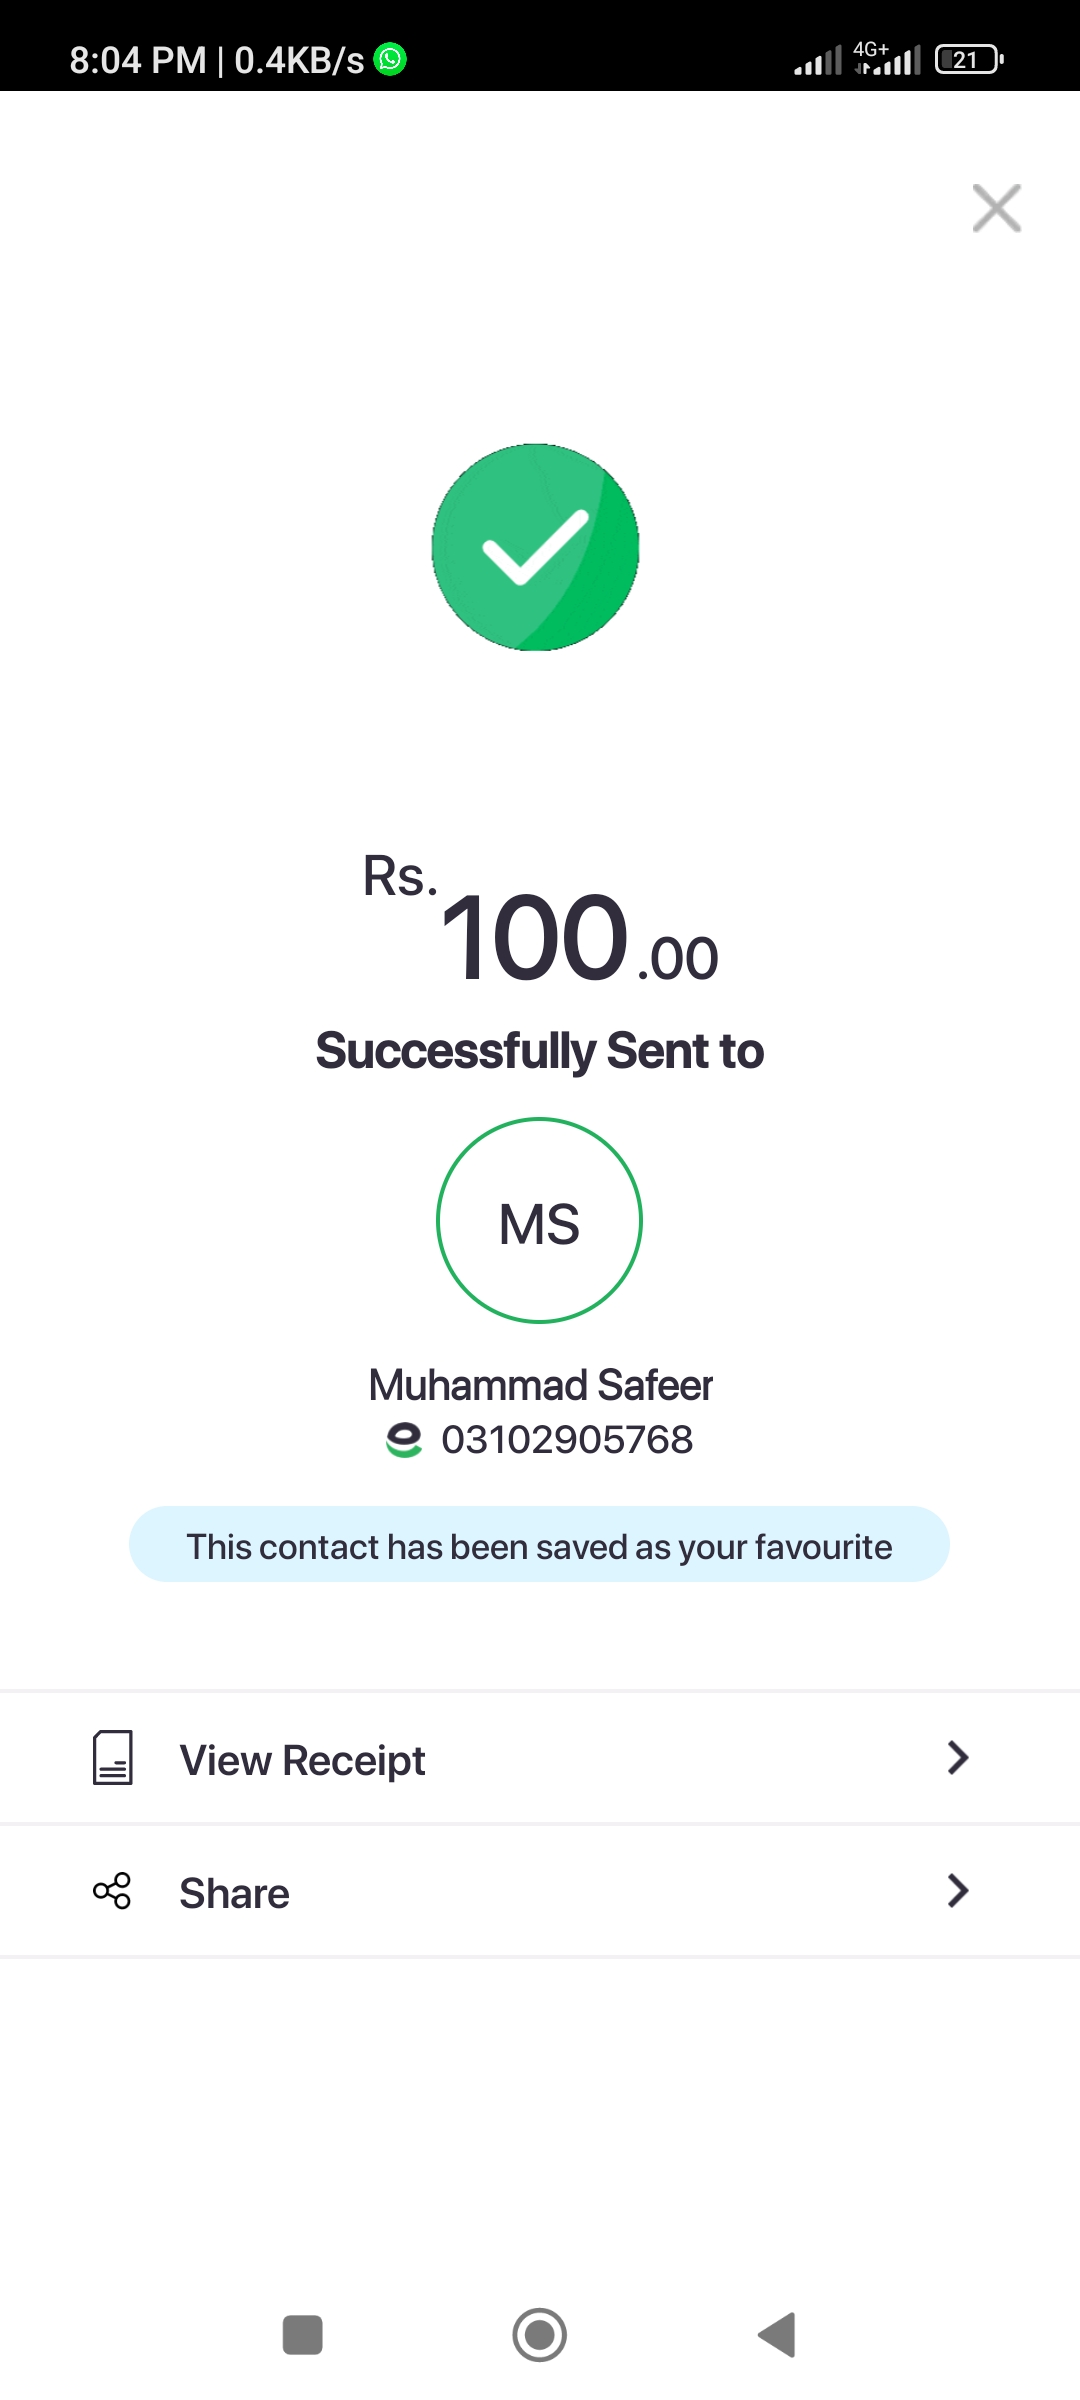 8:04 PM | 0.4KB/s
4G+
21
Rs.
100.00
Successfully Sent to
MS
Muhammad Safeer
03102905768
This contact has been saved as your favourite
View Receipt
Share